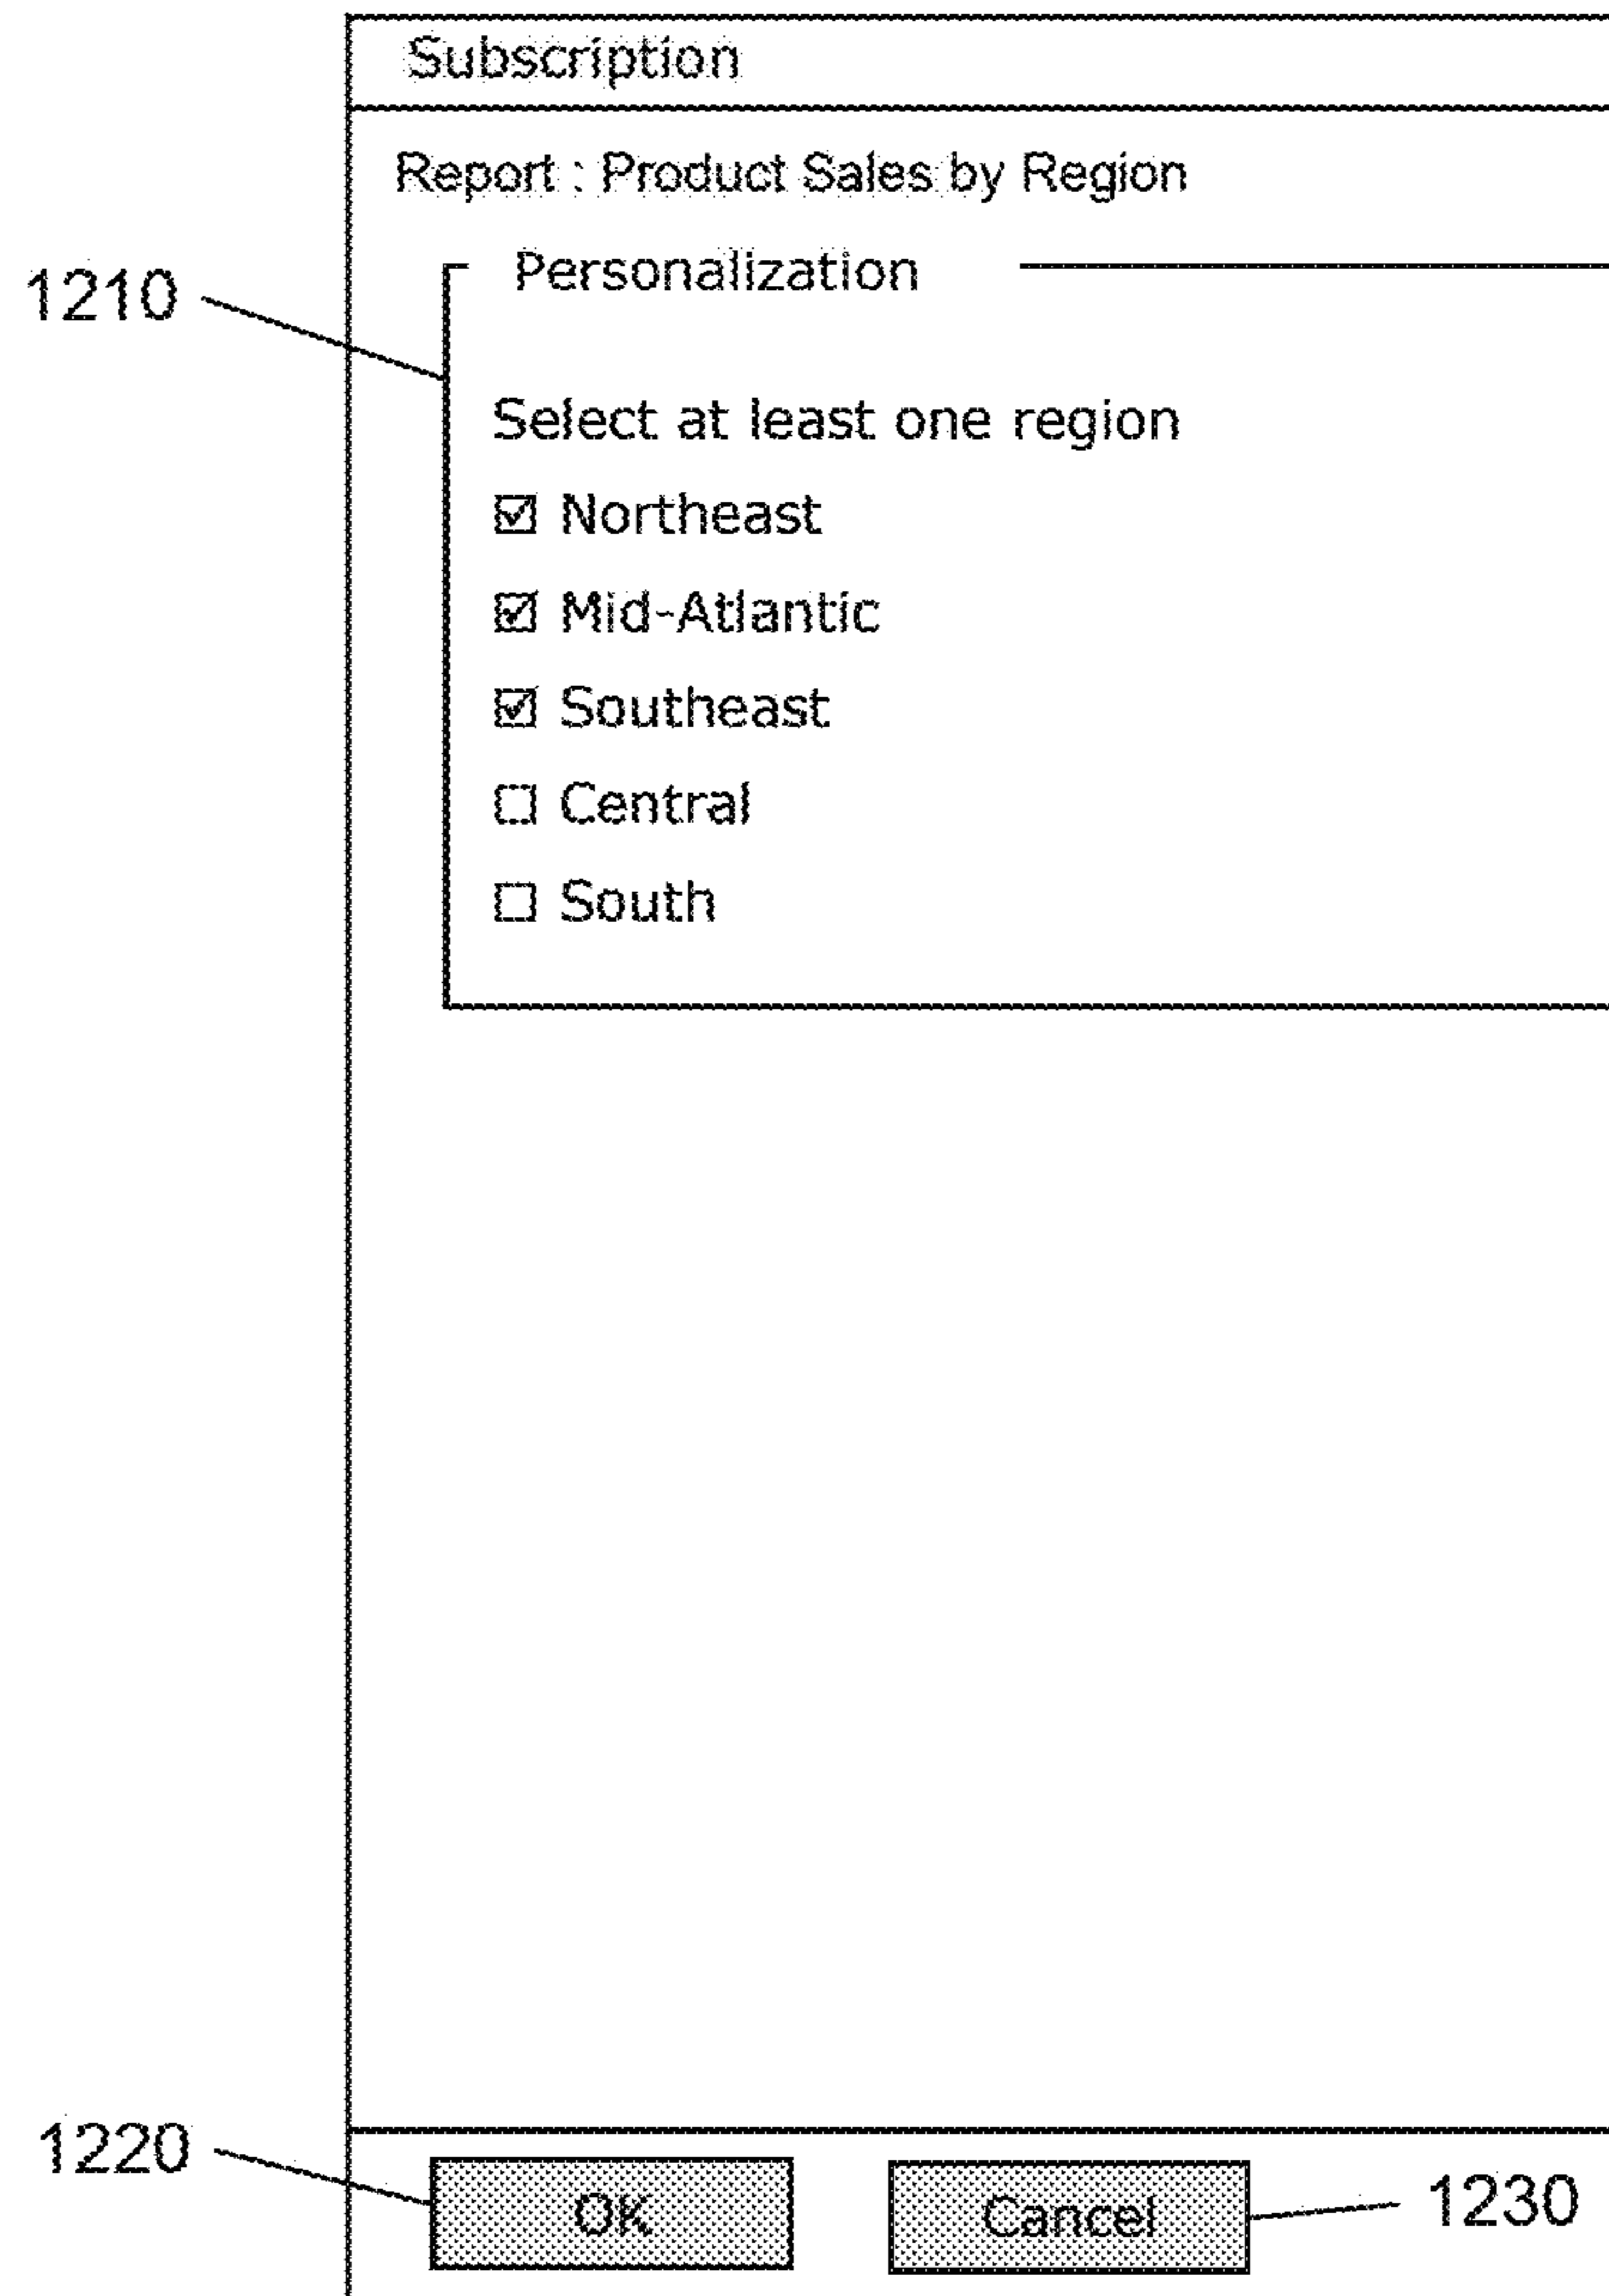 Subscription
Report : Product Sales by Region
Personalization
1210
Select at least one region
Northeast
Mid-Atlantic
Southeast
Central
South
1220
OK
Cancel
1230